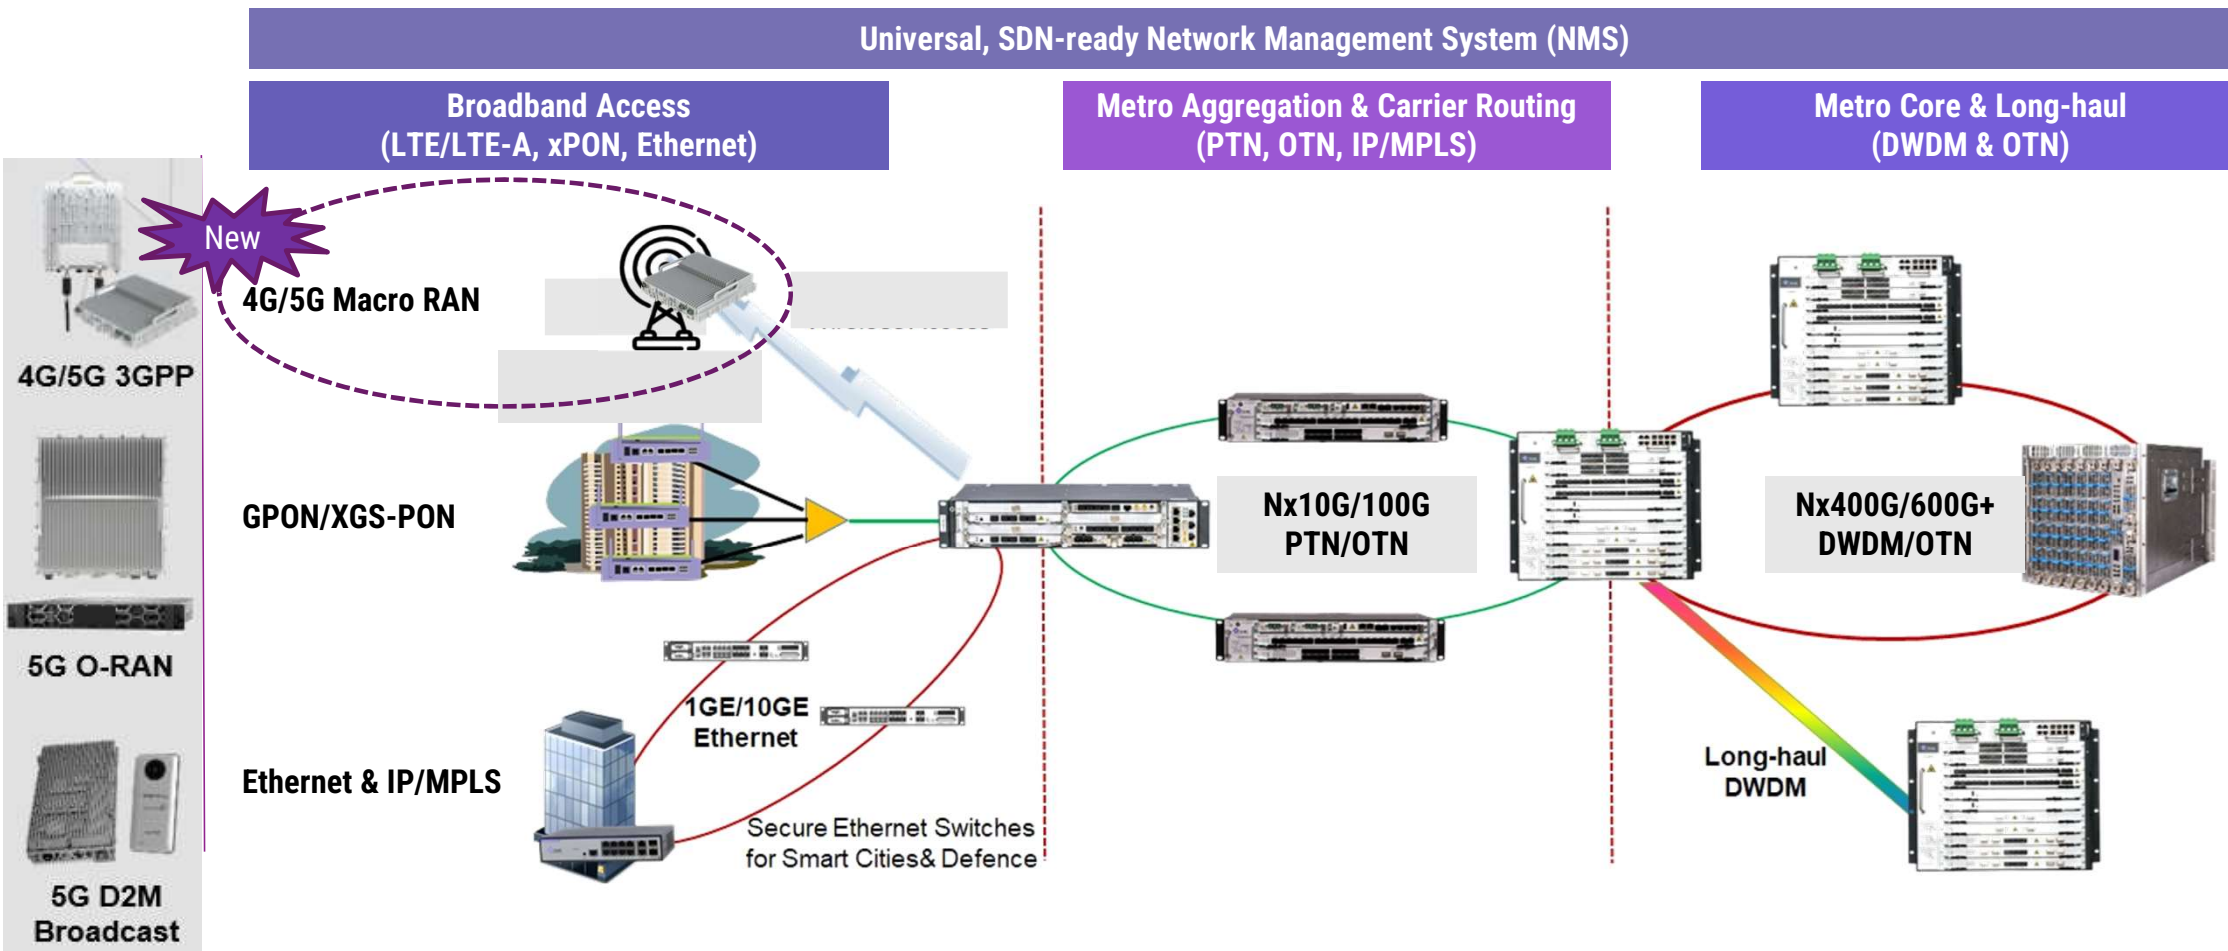 Universal, SDN-ready Network Management System (NMS)
Broadband Access
(LTE/LTE-A, xPON, Ethernet)
Metro Aggregation & Carrier Routing
(PTN, OTN, IP/MPLS)
Metro Core & Long-haul
(DWDM & OTN)
New
4G/5G Macro RAN
4G/5G 3GPP
GPON/XGS-PON
Nx10G/100G
PTN/OTN
Nx400G/600G+
DWDM/OTN
5G O-RAN
1GE/10GE
Ethernet
Ethernet & IP/MPLS
Long-haul
DWDM
Secure Ethernet Switches
for Smart Cities& Defence
5G D2M
Broadcast